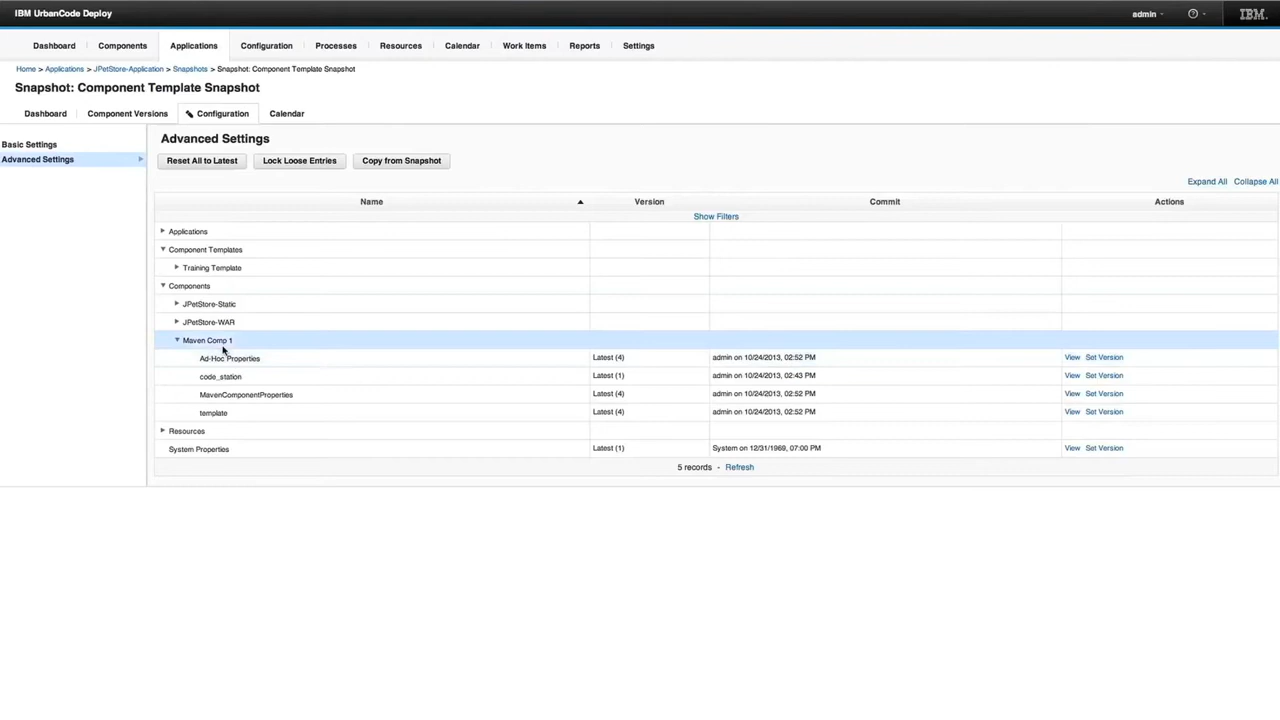 IBM UrbanCode Deploy
admin
IBM.
Dashboard Components Applications Configuration Processes Resources Calendar Work Items Reports Settings
Home > Applications > JPetStore-Application > Snapshots > Snapshot: Component Template Snapshot
Snapshot: Component Template Snapshot
Dashboard Component Versions Configuration Calendar
Basic Settings
Advanced Settings
Advanced Settings
Reset All to Latest Lock Loose Entries Copy from Snapshot
Expand All Collapse All
Name Version Commit Actions
Show Filters
Applications
Component Templates
Training Template
Components
JPetStore-Static
JPetStore-WAR
Maven Comp 1
Ad-Hoc Properties Latest (4) admin on 10/24/2013, 02:52 PM View Set Version
code_station Latest (1) admin on 10/24/2013, 02:43 PM View Set Version
MavenComponentProperties Latest (4) admin on 10/24/2013, 02:52 PM View Set Version
template Latest (4) admin on 10/24/2013, 02:52 PM View Set Version
Resources
System Properties Latest (1) System on 12/31/1969, 07:00 PM View Set Version
5 records - Refresh